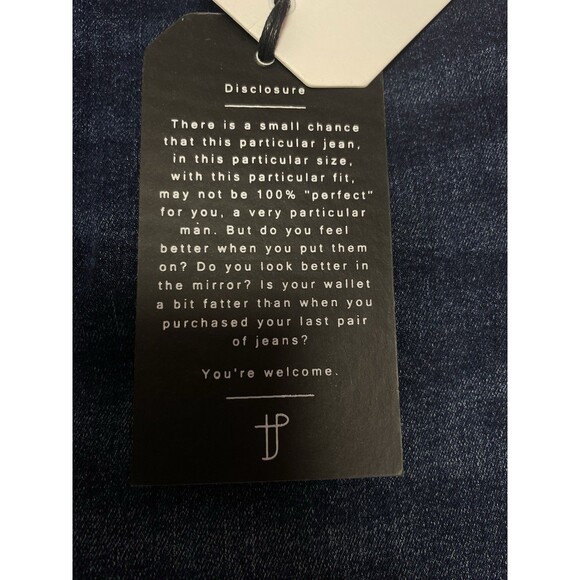 Disclosure
There is a small chance
that this particular jean,
in this particular size,
with this particular fit,
may not be 100% "perfect"
for you, a very particular
man. But do you feel
better when you put them
on? Do you look better in
the mirror? Is your wallet
a bit fatter than when you
purchased your last pair
of jeans?
You're welcome.